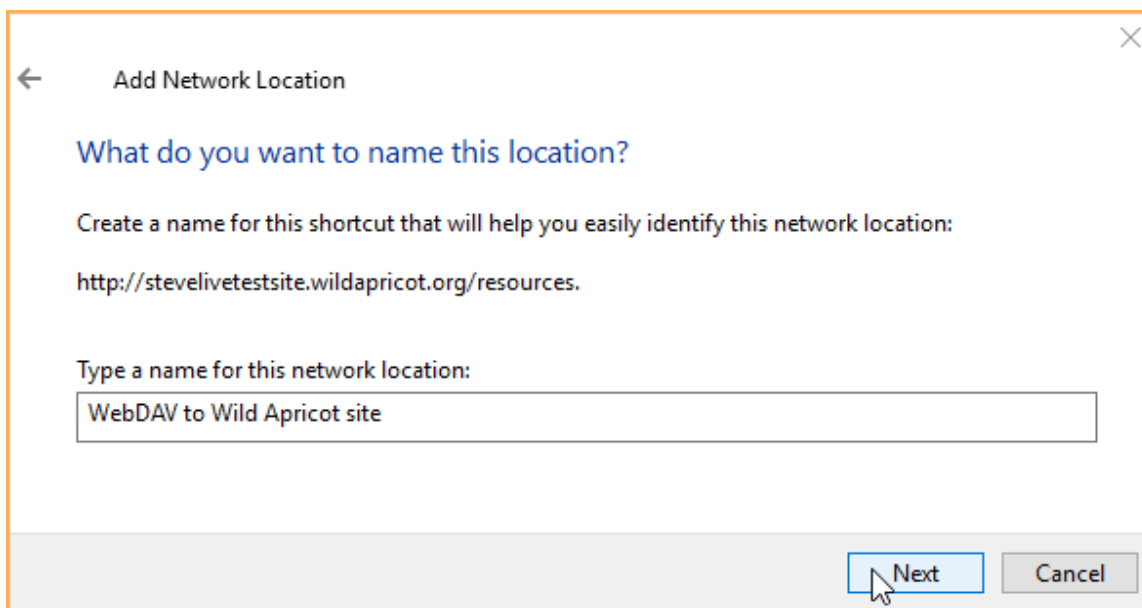 Add Network Location
What do you want to name this location?
Create a name for this shortcut that will help you easily identify this network location:
http://stevelivetestsite.wildapricot.org/resources.
Type a name for this network location:
WebDAV to Wild Apricot site
Next Cancel